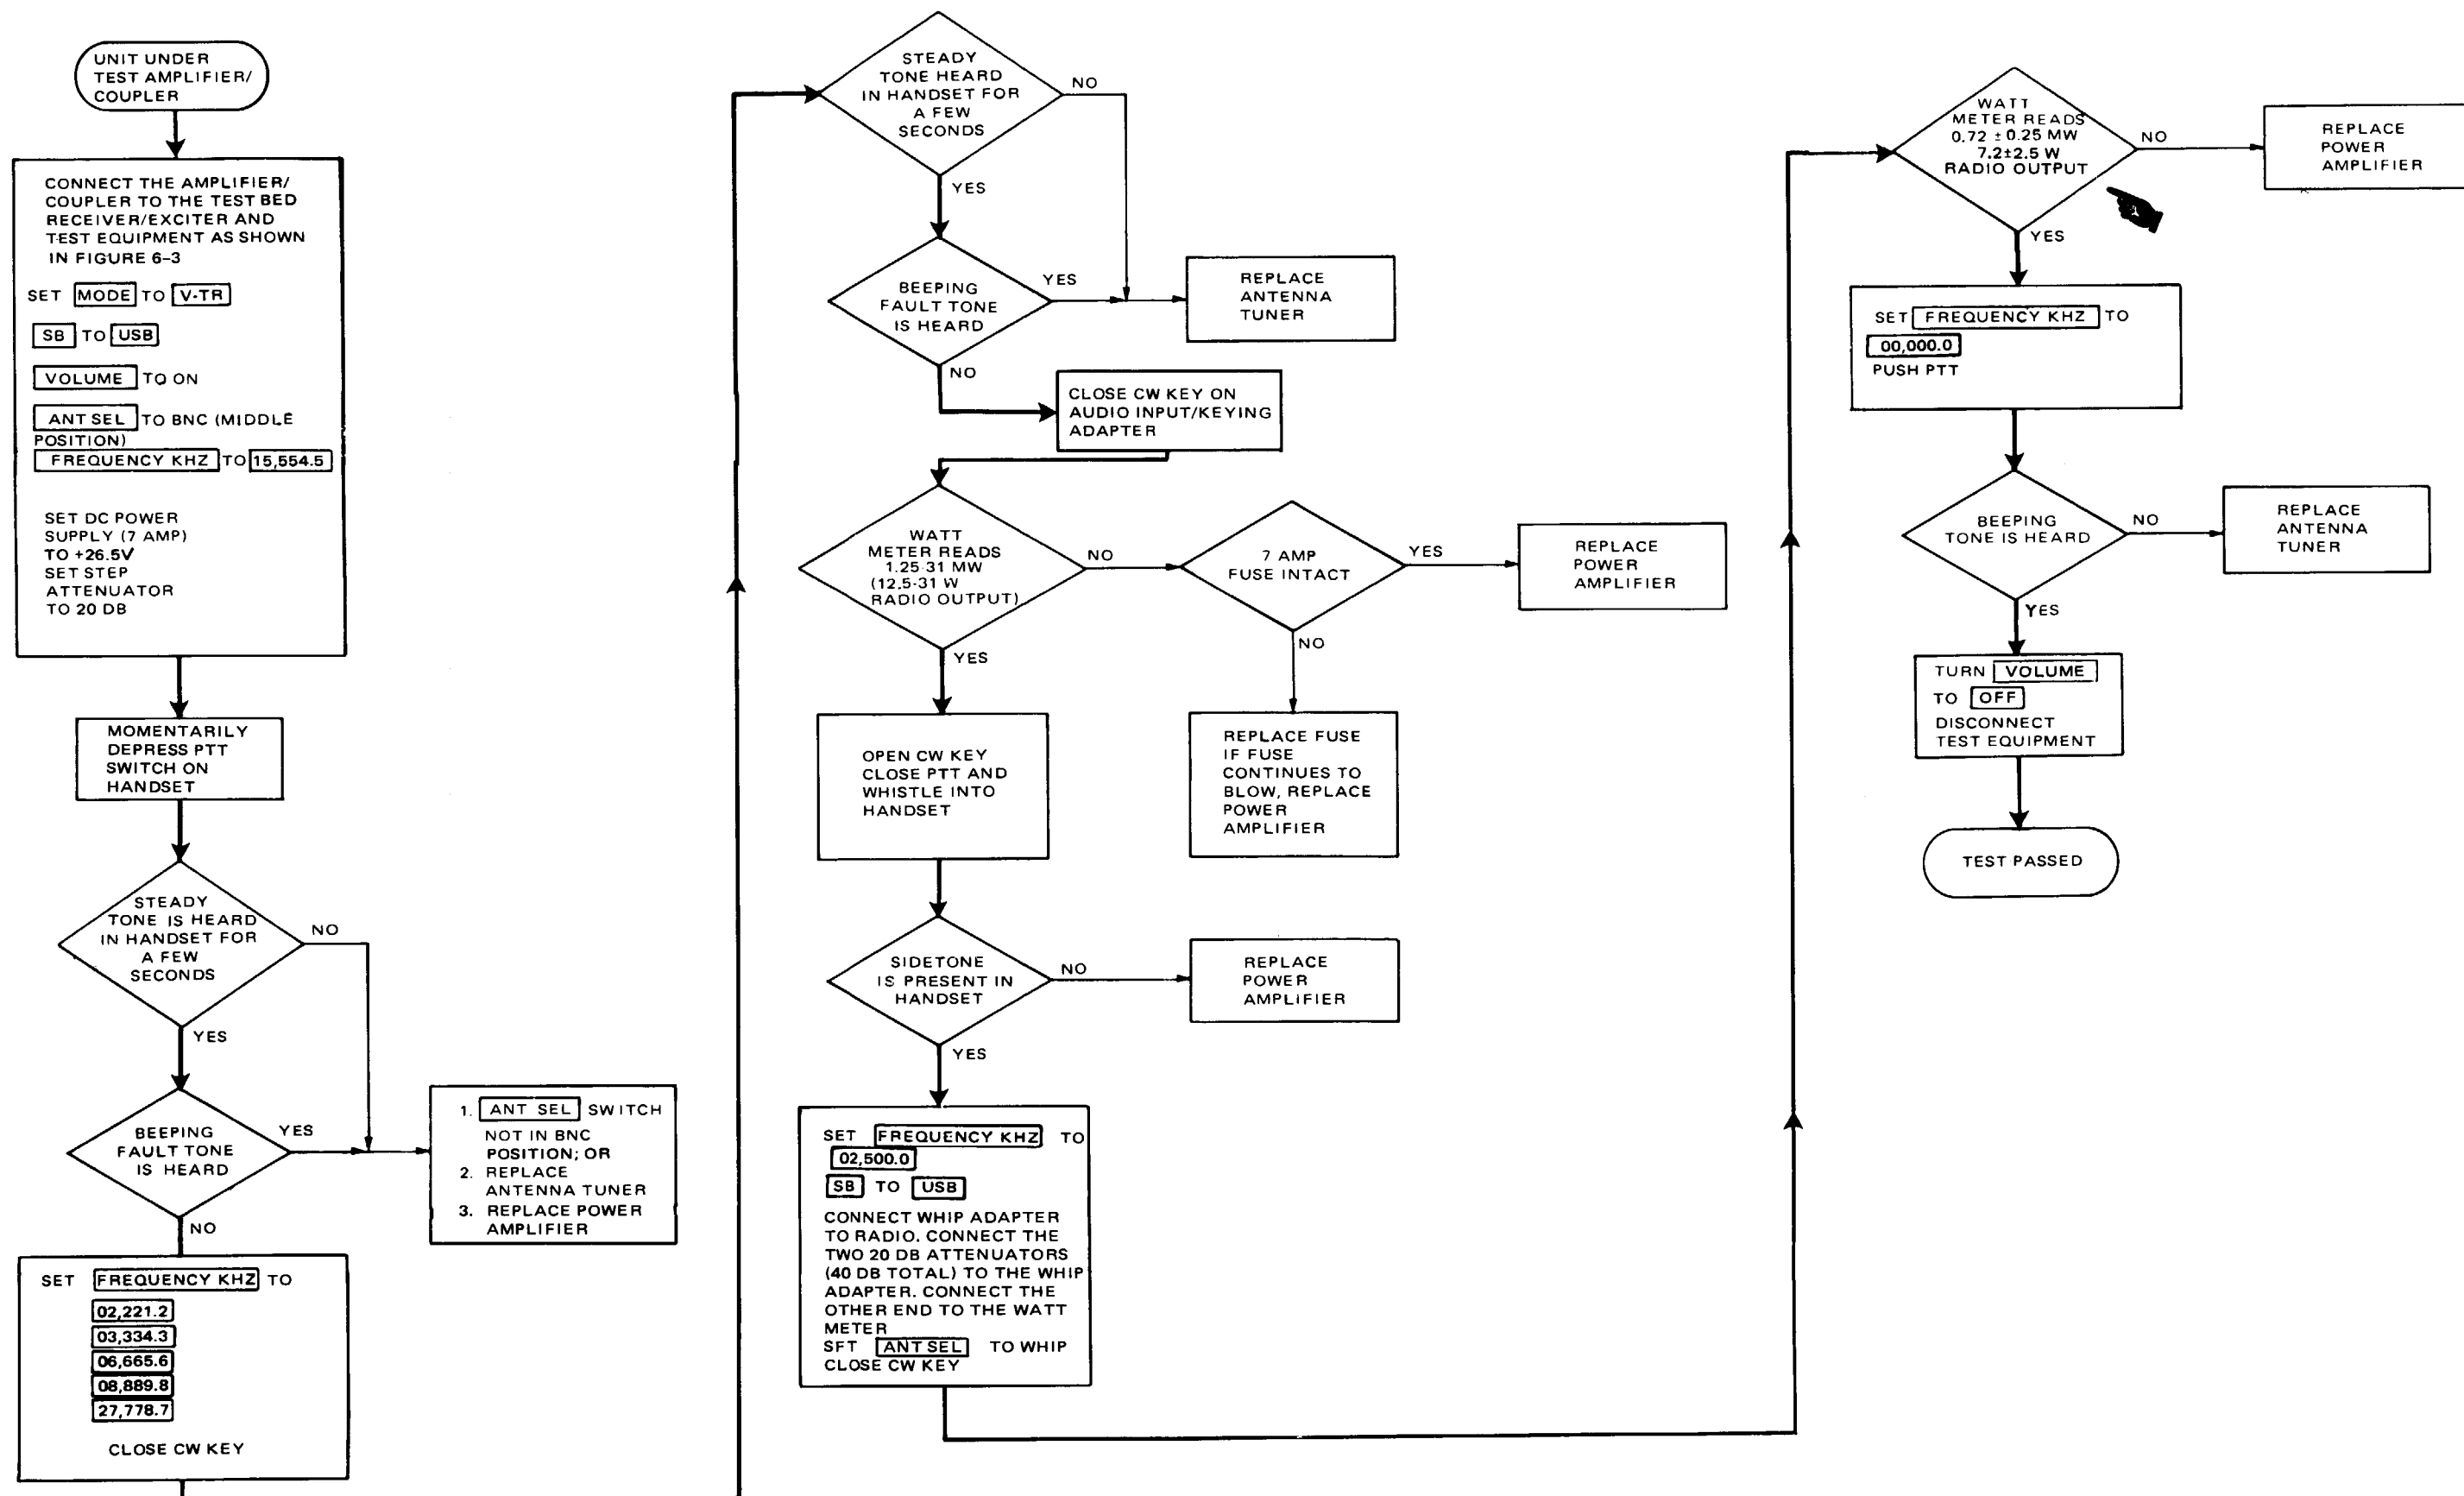 UNIT UNDER
TEST AMPLIFIER/
COUPLER
CONNECT THE AMPLIFIER/
COUPLER TO THE TEST BED
RECEIVER/EXCITER AND
TEST EQUIPMENT AS SHOWN
IN FIGURE 6-3
SET MODE TO V-TR
SB TO USB
VOLUME TO ON
ANT SEL TO BNC (MIDDLE
POSITION)
FREQUENCY KHZ TO 15,554.5
SET DC POWER
SUPPLY (7 AMP)
TO +26.5V
SET STEP
ATTENUATOR
TO 20 DB
MOMENTARILY
DEPRESS PTT
SWITCH ON
HANDSET
STEADY
TONE IS HEARD
IN HANDSET FOR
A FEW
SECONDS
NO
YES
BEEPING
FAULT TONE
IS HEARD
YES
NO
1. ANT SEL SWITCH
NOT IN BNC
POSITION; OR
2. REPLACE
ANTENNA TUNER
3. REPLACE POWER
AMPLIFIER
SET FREQUENCY KHZ TO
02,221.2
03,334.3
06,665.6
08,889.8
27,778.7
CLOSE CW KEY
STEADY
TONE HEARD
IN HANDSET FOR
A FEW
SECONDS
NO
YES
BEEPING
FAULT TONE
IS HEARD
YES
NO
REPLACE
ANTENNA
TUNER
CLOSE CW KEY ON
AUDIO INPUT/KEYING
ADAPTER
WATT
METER READS
1.25-31 MW
(12.5-31 W
RADIO OUTPUT)
NO
YES
7 AMP
FUSE INTACT
YES
NO
REPLACE
POWER
AMPLIFIER
OPEN CW KEY
CLOSE PTT AND
WHISTLE INTO
HANDSET
REPLACE FUSE
IF FUSE
CONTINUES TO
BLOW, REPLACE
POWER
AMPLIFIER
SIDETONE
IS PRESENT IN
HANDSET
NO
YES
REPLACE
POWER
AMPLIFIER
SET FREQUENCY KHZ TO
02,500.0
SB TO USB
CONNECT WHIP ADAPTER
TO RADIO. CONNECT THE
TWO 20 DB ATTENUATORS
(40 DB TOTAL) TO THE WHIP
ADAPTER. CONNECT THE
OTHER END TO THE WATT
METER
SFT ANT SEL TO WHIP
CLOSE CW KEY
WATT
METER READS
0.72 ± 0.25 MW
7.2±2.5 W
RADIO OUTPUT
NO
YES
REPLACE
POWER
AMPLIFIER
SET FREQUENCY KHZ TO
00,000.0
PUSH PTT
BEEPING
TONE IS HEARD
NO
YES
REPLACE
ANTENNA
TUNER
TURN VOLUME
TO OFF
DISCONNECT
TEST EQUIPMENT
TEST PASSED